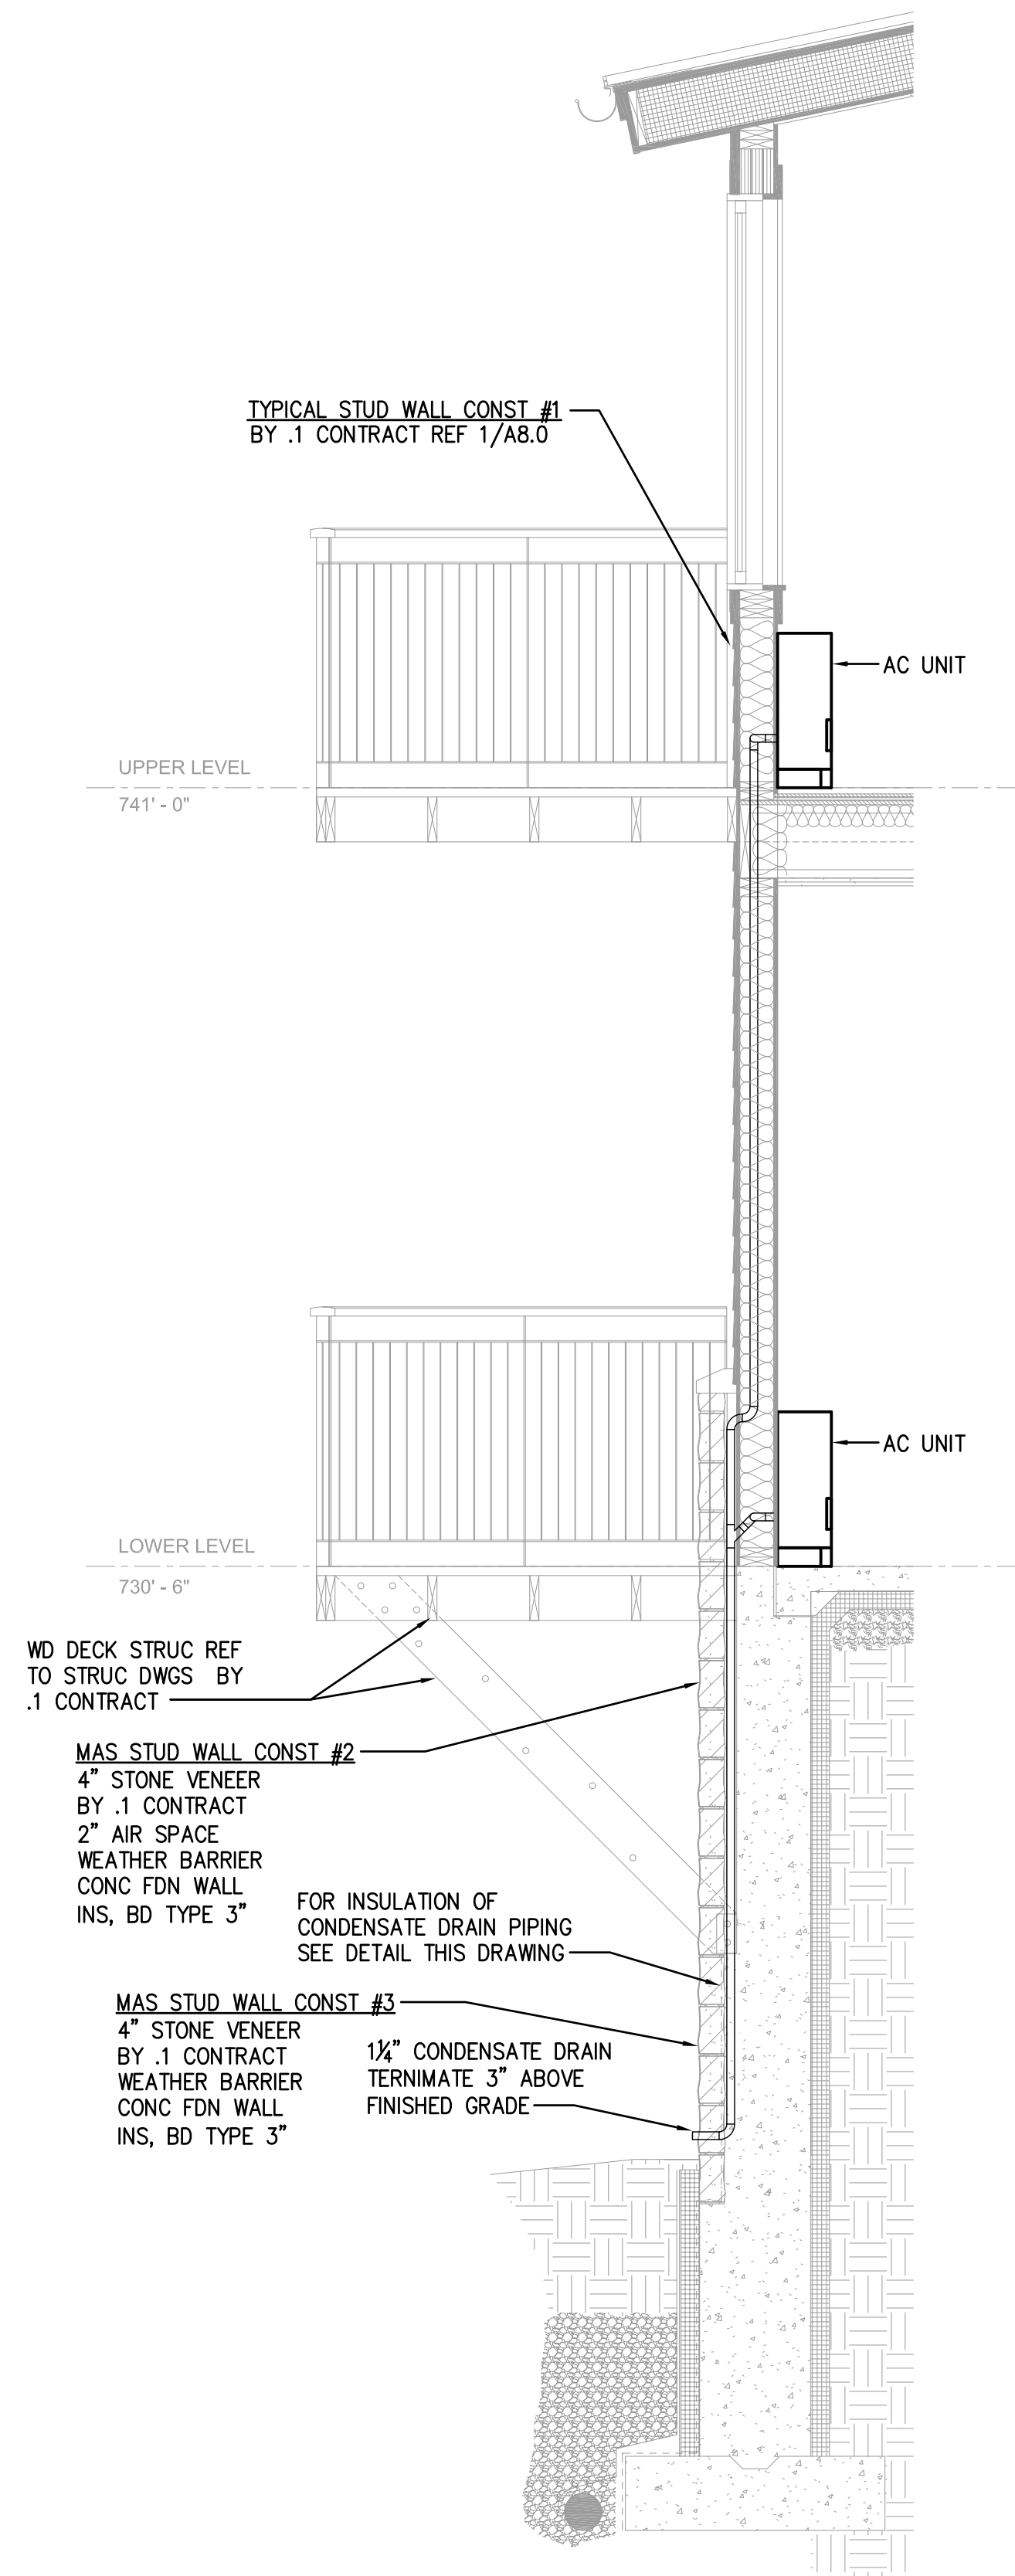 TYPICAL STUD WALL CONST #1
BY .1 CONTRACT REF 1/A8.0
AC UNIT
UPPER LEVEL
741' - 0"
AC UNIT
LOWER LEVEL
730' - 6"
WD DECK STRUC REF
TO STRUC DWGS BY
.1 CONTRACT
MAS STUD WALL CONST #2
4” STONE VENEER
BY .1 CONTRACT
2” AIR SPACE
WEATHER BARRIER
CONC FDN WALL
INS, BD TYPE 3”
FOR INSULATION OF
CONDENSATE DRAIN PIPING
SEE DETAIL THIS DRAWING
MAS STUD WALL CONST #3
4” STONE VENEER
BY .1 CONTRACT
WEATHER BARRIER
CONC FDN WALL
INS, BD TYPE 3”
1¼” CONDENSATE DRAIN
TERNIMATE 3” ABOVE
FINISHED GRADE